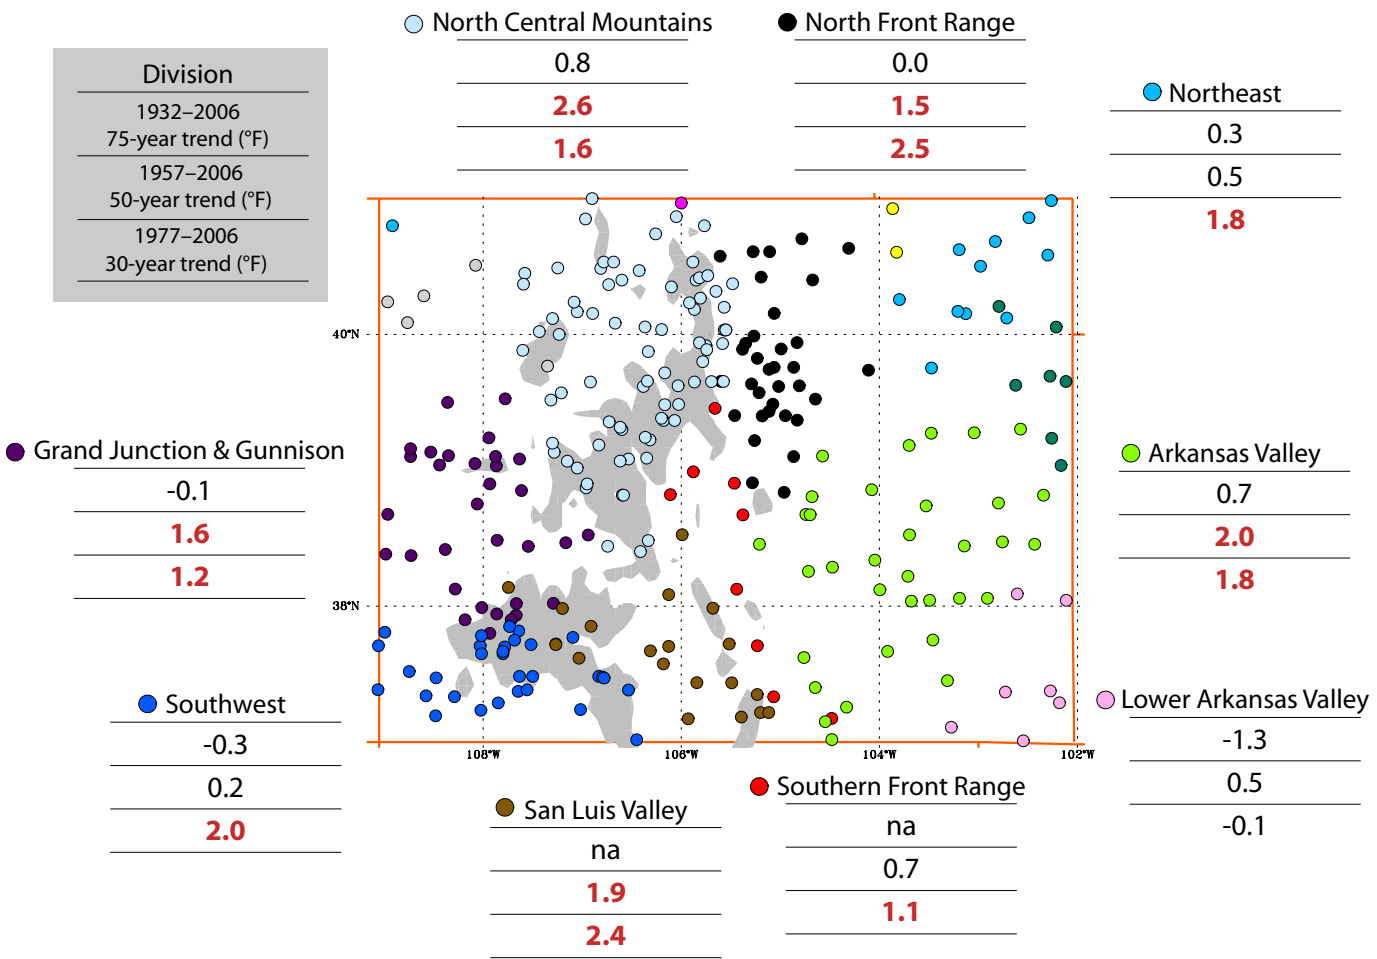 North Central Mountains
0.8
2.6
1.6
North Front Range
0.0
1.5
2.5
Division
1932–2006
75-year trend (°F)
1957–2006
50-year trend (°F)
1977–2006
30-year trend (°F)
Northeast
0.3
0.5
1.8
40°N
Grand Junction & Gunnison
-0.1
1.6
1.2
Arkansas Valley
0.7
2.0
1.8
38°N
Southwest
-0.3
0.2
2.0
Lower Arkansas Valley
-1.3
0.5
-0.1
108°W
106°W
104°W
102°W
San Luis Valley
na
1.9
2.4
Southern Front Range
na
0.7
1.1